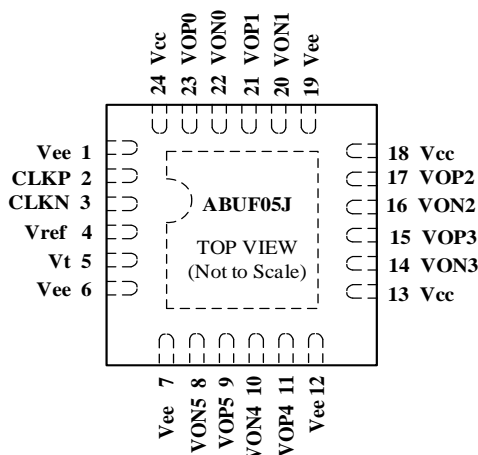 24 Vcc
23 VOP0
22 VON0
21 VOP1
20 VON1
19 Vee
Vee 1
CLKP 2
CLKN 3
Vref 4
Vt 5
Vee 6
ABUF05J
TOP VIEW
(Not to Scale)
18 Vcc
17 VOP2
16 VON2
15 VOP3
14 VON3
13 Vcc
Vee 7
VON5 8
VOP5 9
VON4 10
VOP4 11
Vee 12